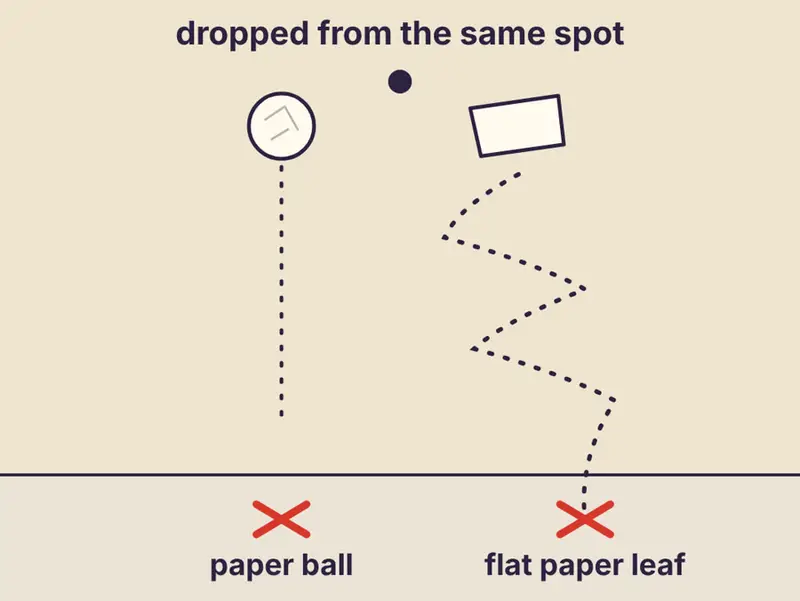 dropped from the same spot
paper ball
flat paper leaf